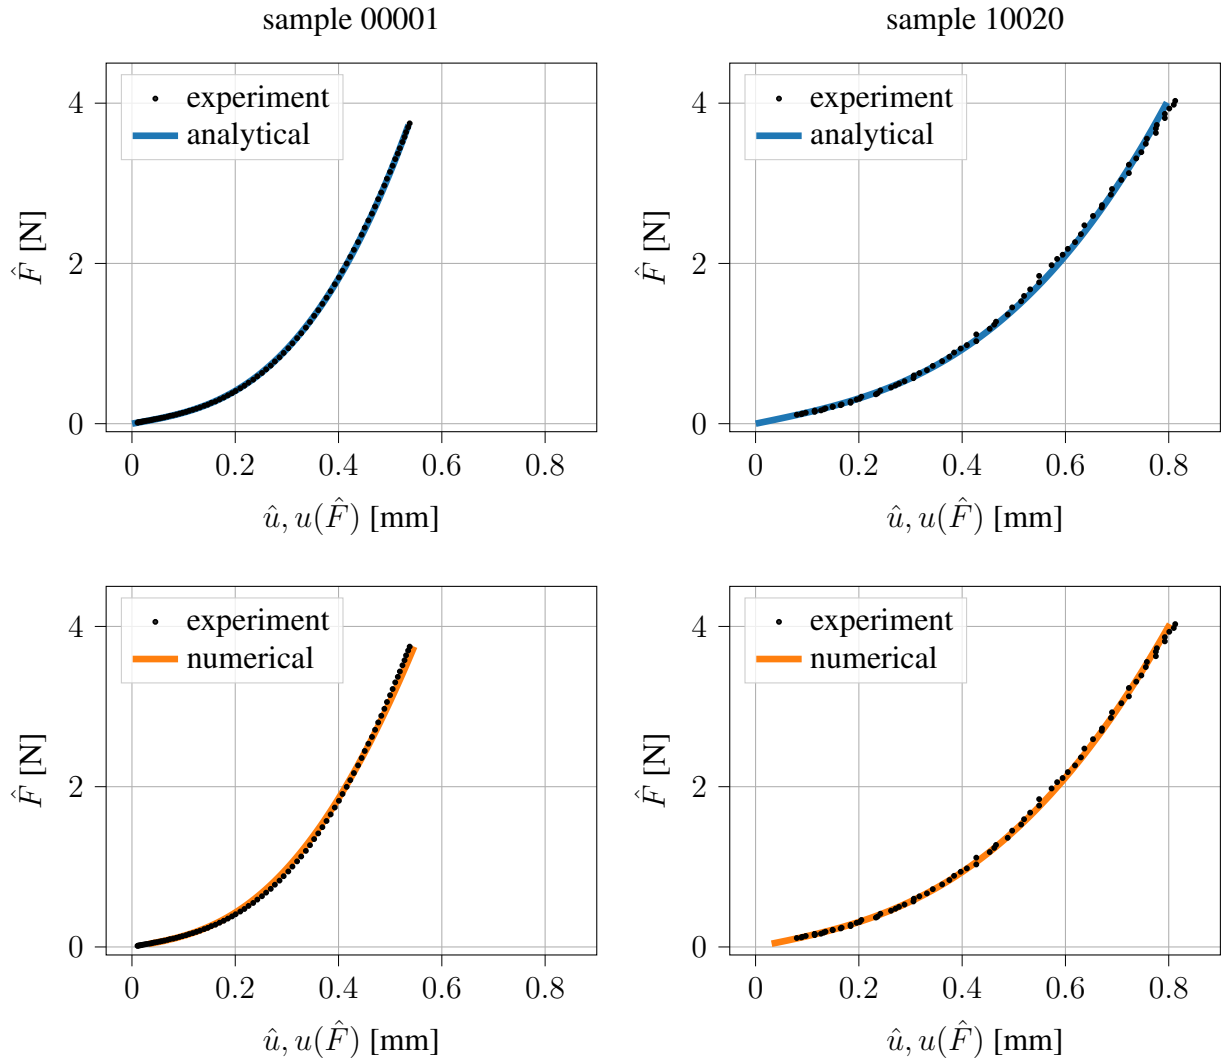 sample 00001
sample 10020
experiment
analytical
4
2
0
F̂ [N]
0 0.2 0.4 0.6 0.8
û, u(F̂) [mm]
experiment
analytical
4
2
0
F̂ [N]
0 0.2 0.4 0.6 0.8
û, u(F̂) [mm]
experiment
numerical
4
2
0
F̂ [N]
0 0.2 0.4 0.6 0.8
û, u(F̂) [mm]
experiment
numerical
4
2
0
F̂ [N]
0 0.2 0.4 0.6 0.8
û, u(F̂) [mm]